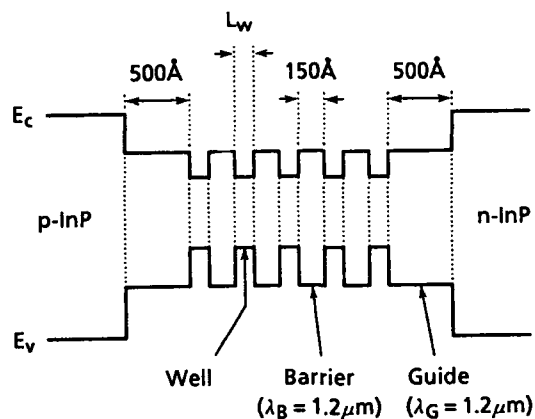 Lw
500Å
150Å
500Å
Ec
p-InP
n-InP
Ev
Well
Barrier
(λB = 1.2μm)
Guide
(λG = 1.2μm)